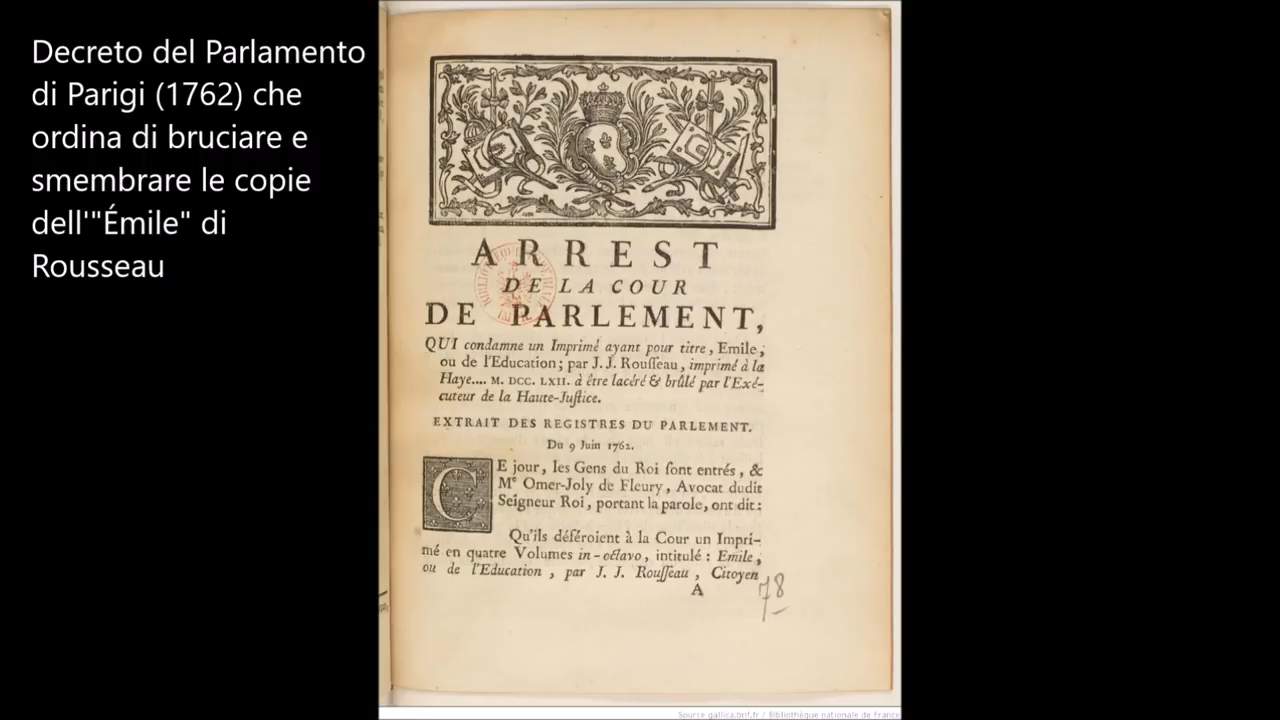 Decreto del Parlamento
di Parigi (1762) che
ordina di bruciare e
smembrare le copie
dell'"Émile" di
Rousseau
ARREST
DE LA COUR
DE PARLEMENT,
QUI condamne un Imprimé ayant pour titre, Emile,
ou de l'Education; par J. J. Rouſſeau, imprimé à la
Haye.... M. DCC. LXII. à être lacéré & brûlé par l'Exé-
cuteur de la Haute-Juſtice.
EXTRAIT DES REGISTRES DU PARLEMENT.
Du 9 Juin 1762.
CE jour, les Gens du Roi ſont entrés, &
Me Omer-Joly de Fleury, Avocat dudit
Seigneur Roi, portant la parole, ont dit:
Qu'ils déféroient à la Cour un Impri-
mé en quatre Volumes in-octavo, intitulé: Emile,
ou de l'Education, par J. J. Rouſſeau, Citoyen
A
78
Source gallica.bnf.fr / Bibliothèque nationale de France